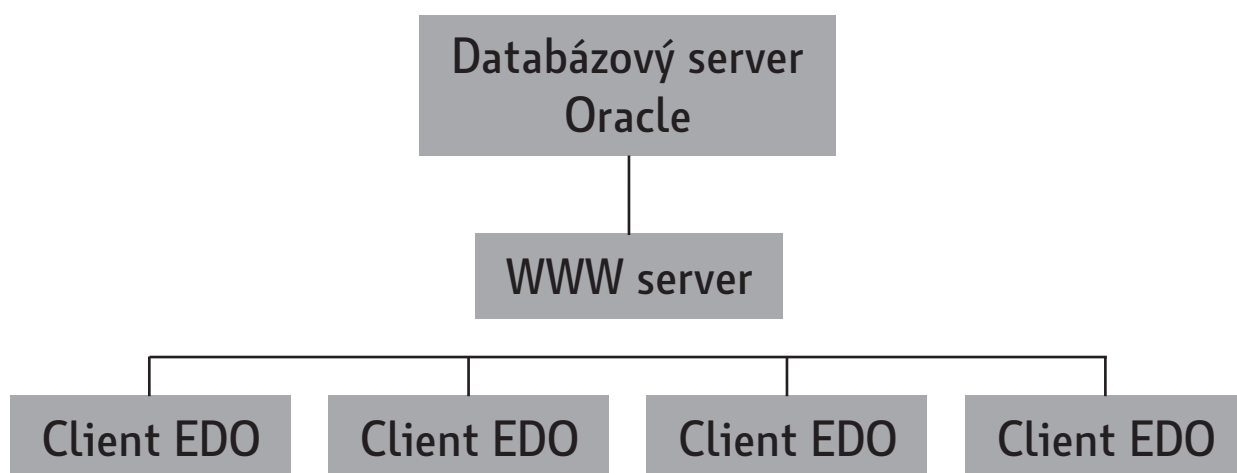 Databázový server
Oracle
WWW server
Client EDO
Client EDO
Client EDO
Client EDO